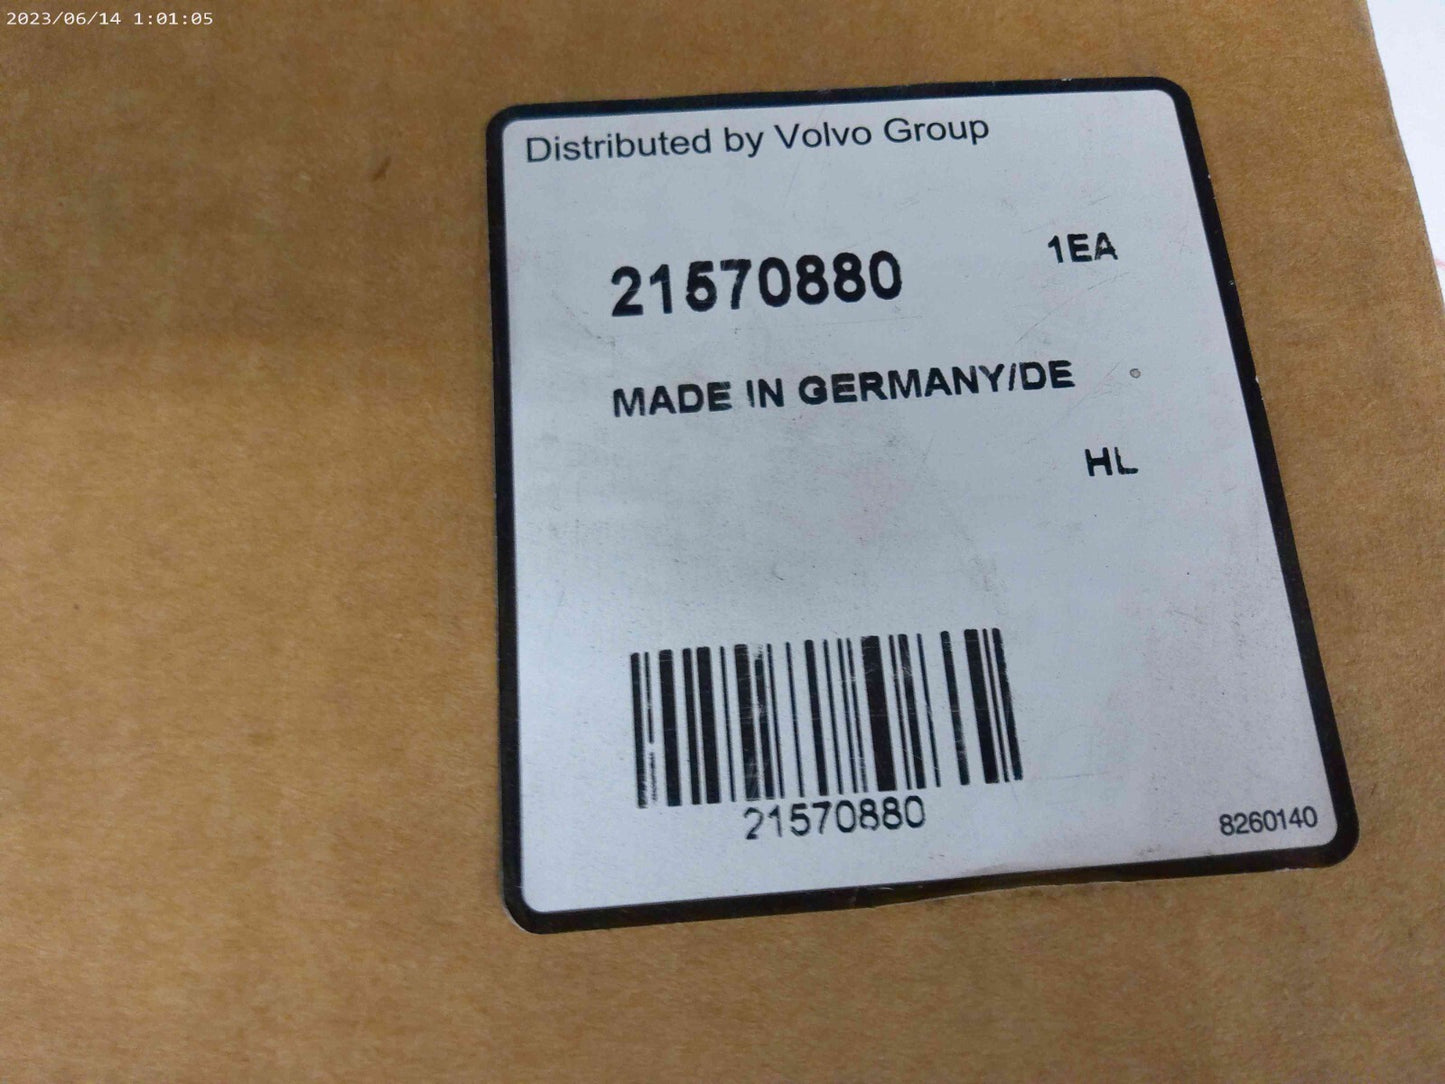 2023/06/14 1:01:05
Distributed by Volvo Group
21570880
1EA
MADE IN GERMANY/DE
HL
21570880
8260140